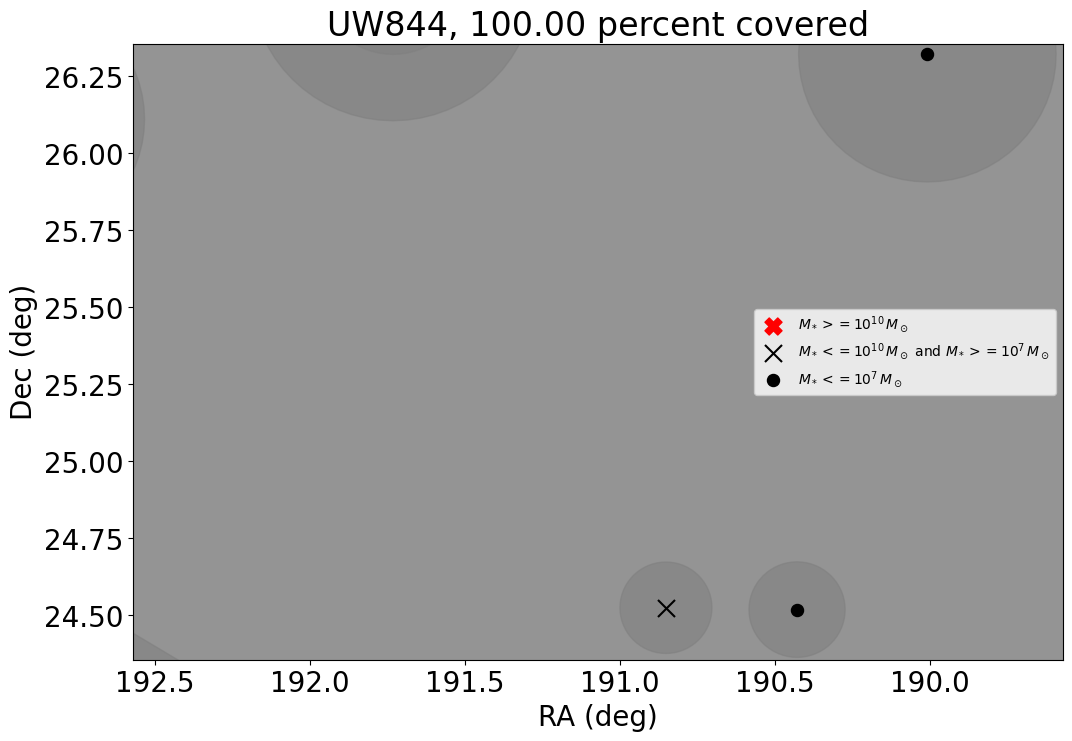 UW844, 100.00 percent covered
Dec (deg)
26.25
26.00
25.75
25.50
25.25
25.00
24.75
24.50
M* >= 10^10 M⊙
M* <= 10^10 M⊙ and M* >= 10^7 M⊙
M* <= 10^7 M⊙
192.5 192.0 191.5 191.0 190.5 190.0
RA (deg)